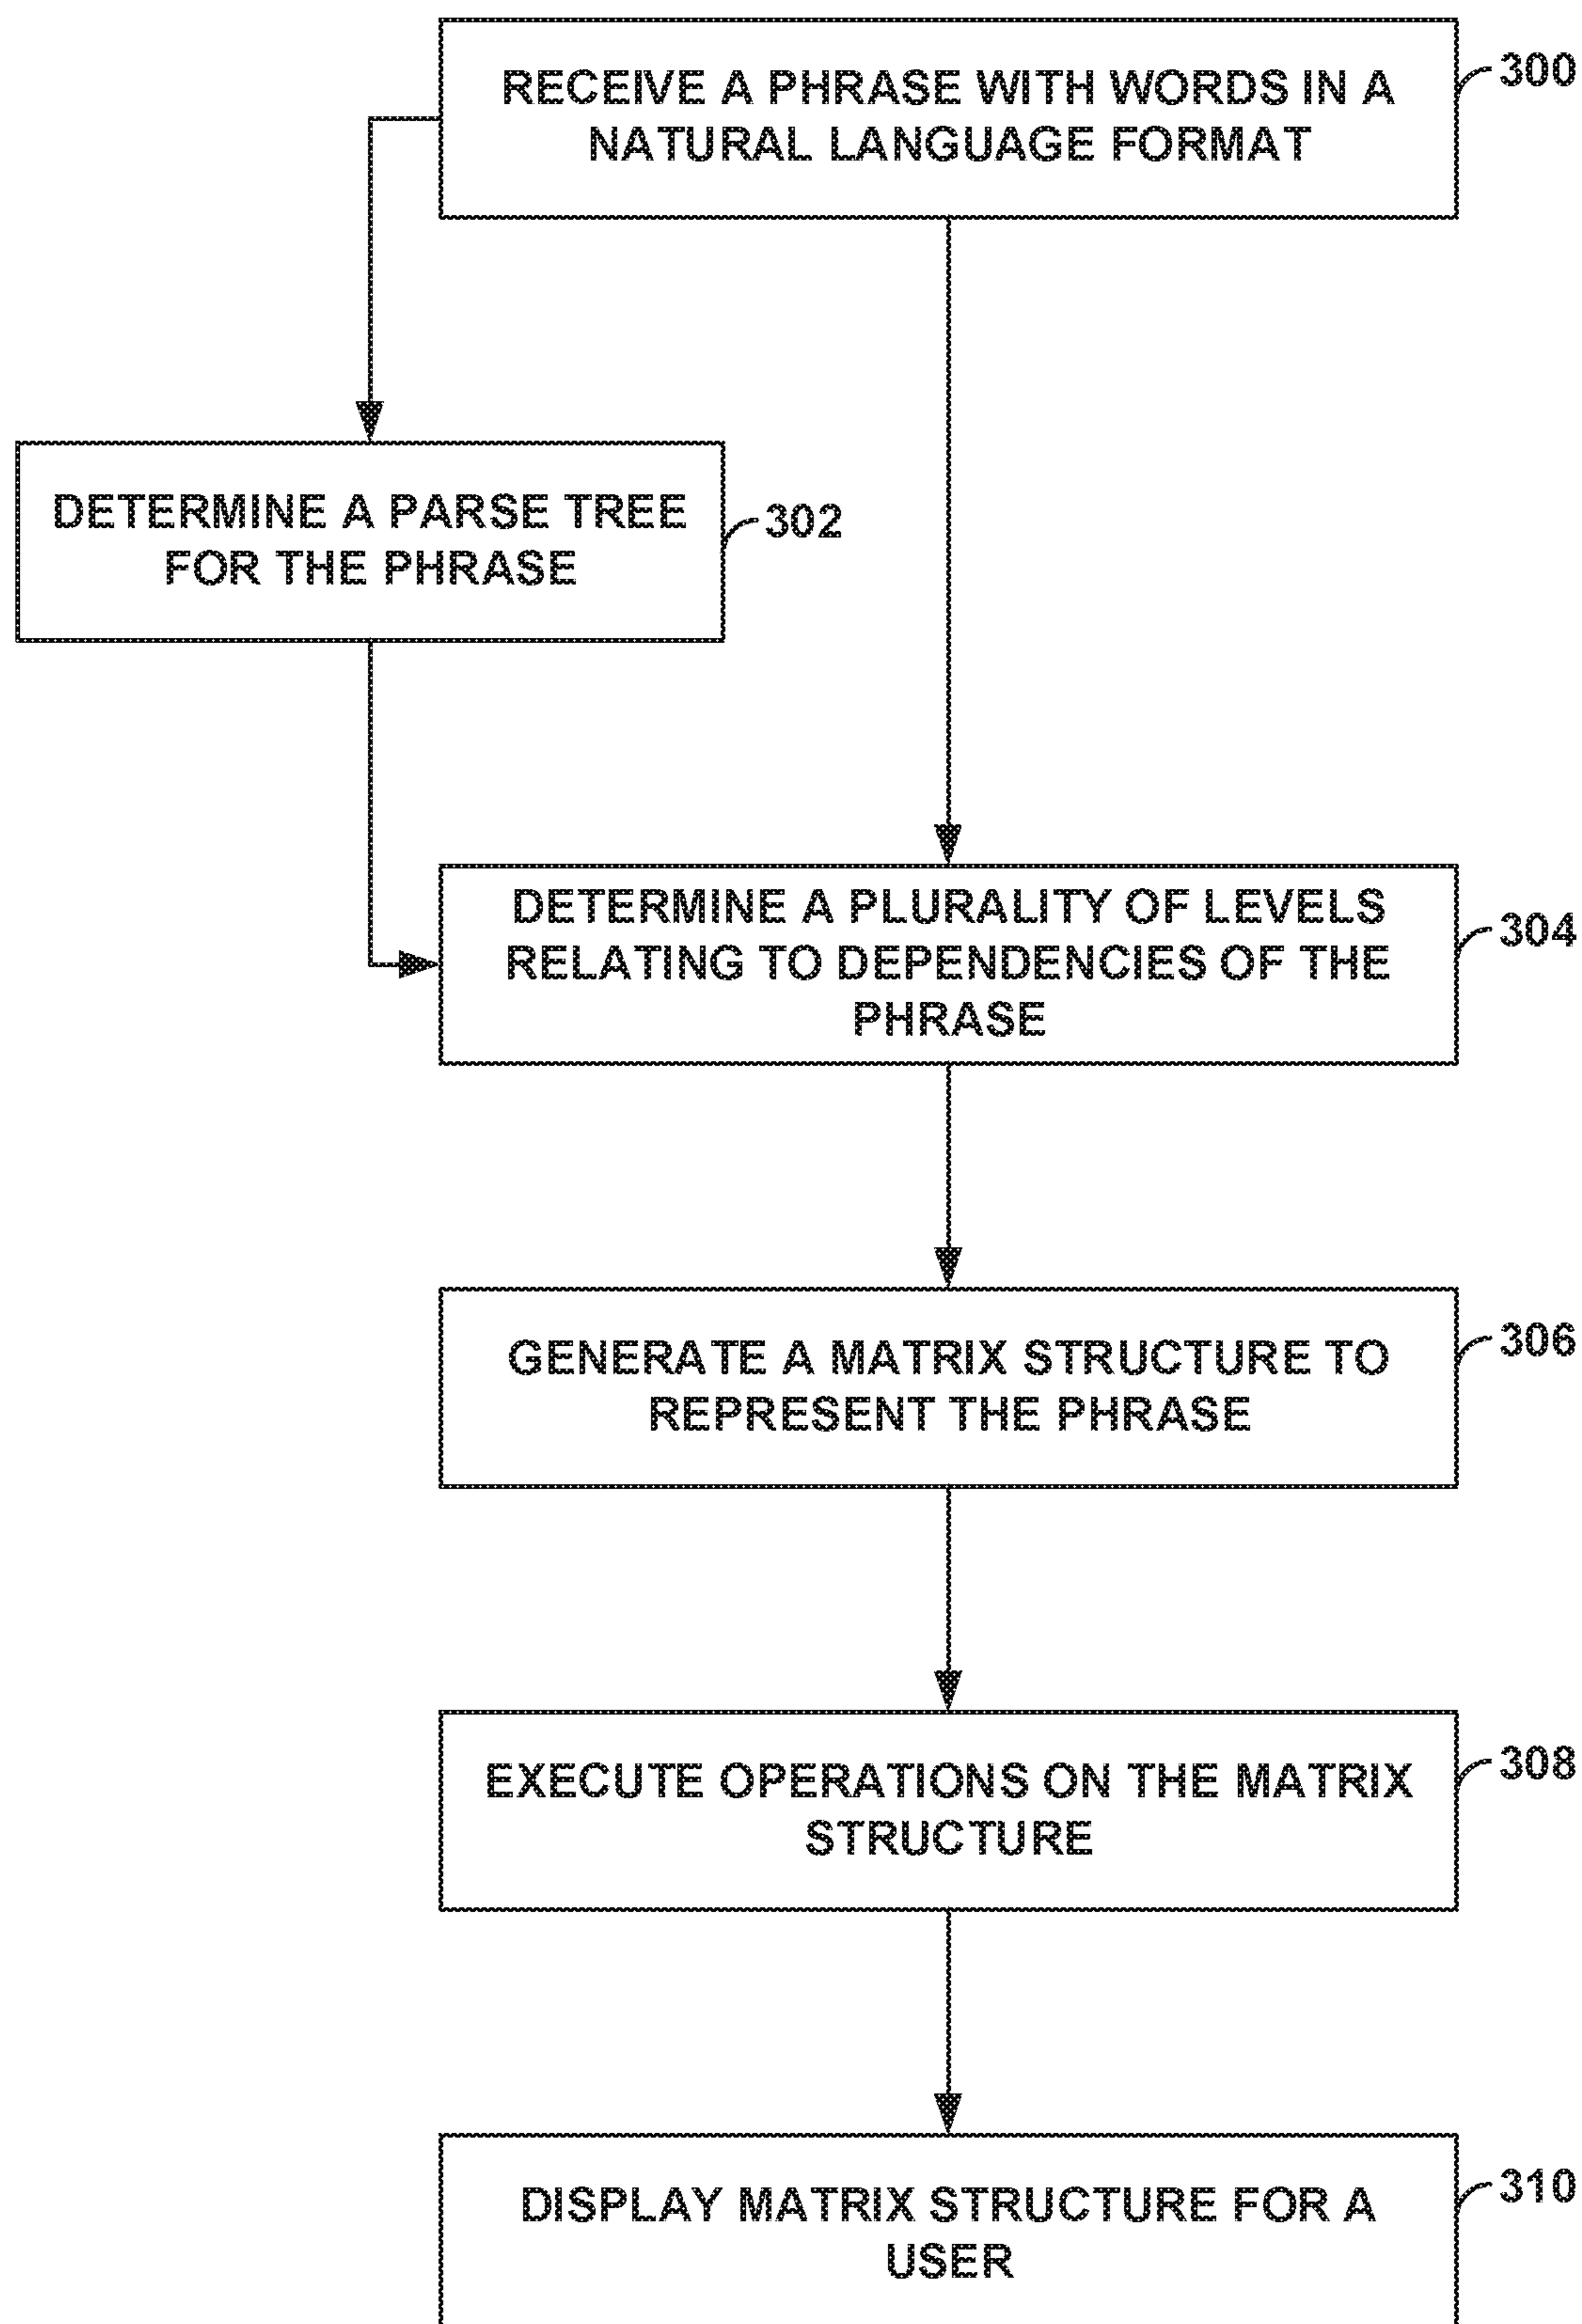 RECEIVE A PHRASE WITH WORDS IN A
NATURAL LANGUAGE FORMAT
300
DETERMINE A PARSE TREE
FOR THE PHRASE
302
DETERMINE A PLURALITY OF LEVELS
RELATING TO DEPENDENCIES OF THE
PHRASE
304
GENERATE A MATRIX STRUCTURE TO
REPRESENT THE PHRASE
306
EXECUTE OPERATIONS ON THE MATRIX
STRUCTURE
308
DISPLAY MATRIX STRUCTURE FOR A
USER
310